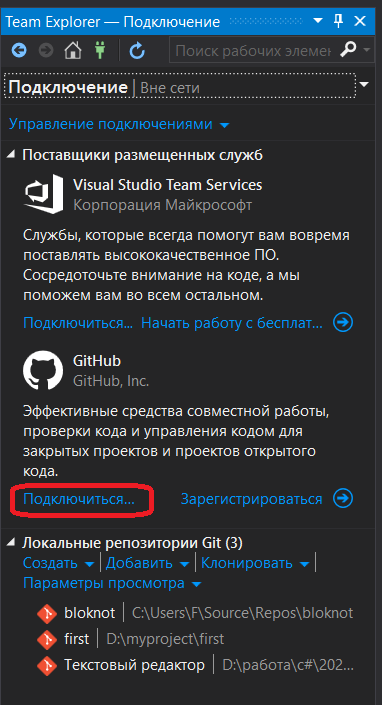 Team Explorer — Подключение
Поиск рабочих элемен
Подключение | Вне сети
Управление подключениями
Поставщики размещенных служб
Visual Studio Team Services
Корпорация Майкрософт
Службы, которые всегда помогут вам вовремя
поставлять высококачественное ПО.
Сосредоточьте внимание на коде, а мы
поможем вам во всем остальном.
Подключиться... Начать работу с бесплат...
GitHub
GitHub, Inc.
Эффективные средства совместной работы,
проверки кода и управления кодом для
закрытых проектов и проектов открытого
кода.
Подключиться... Зарегистрироваться
Локальные репозитории Git (3)
Создать | Добавить | Клонировать |
Параметры просмотра
bloknot | C:\Users\F\Source\Repos\bloknot
first | D:\myproject\first
Текстовый редактор | D:\работа\c#\202...